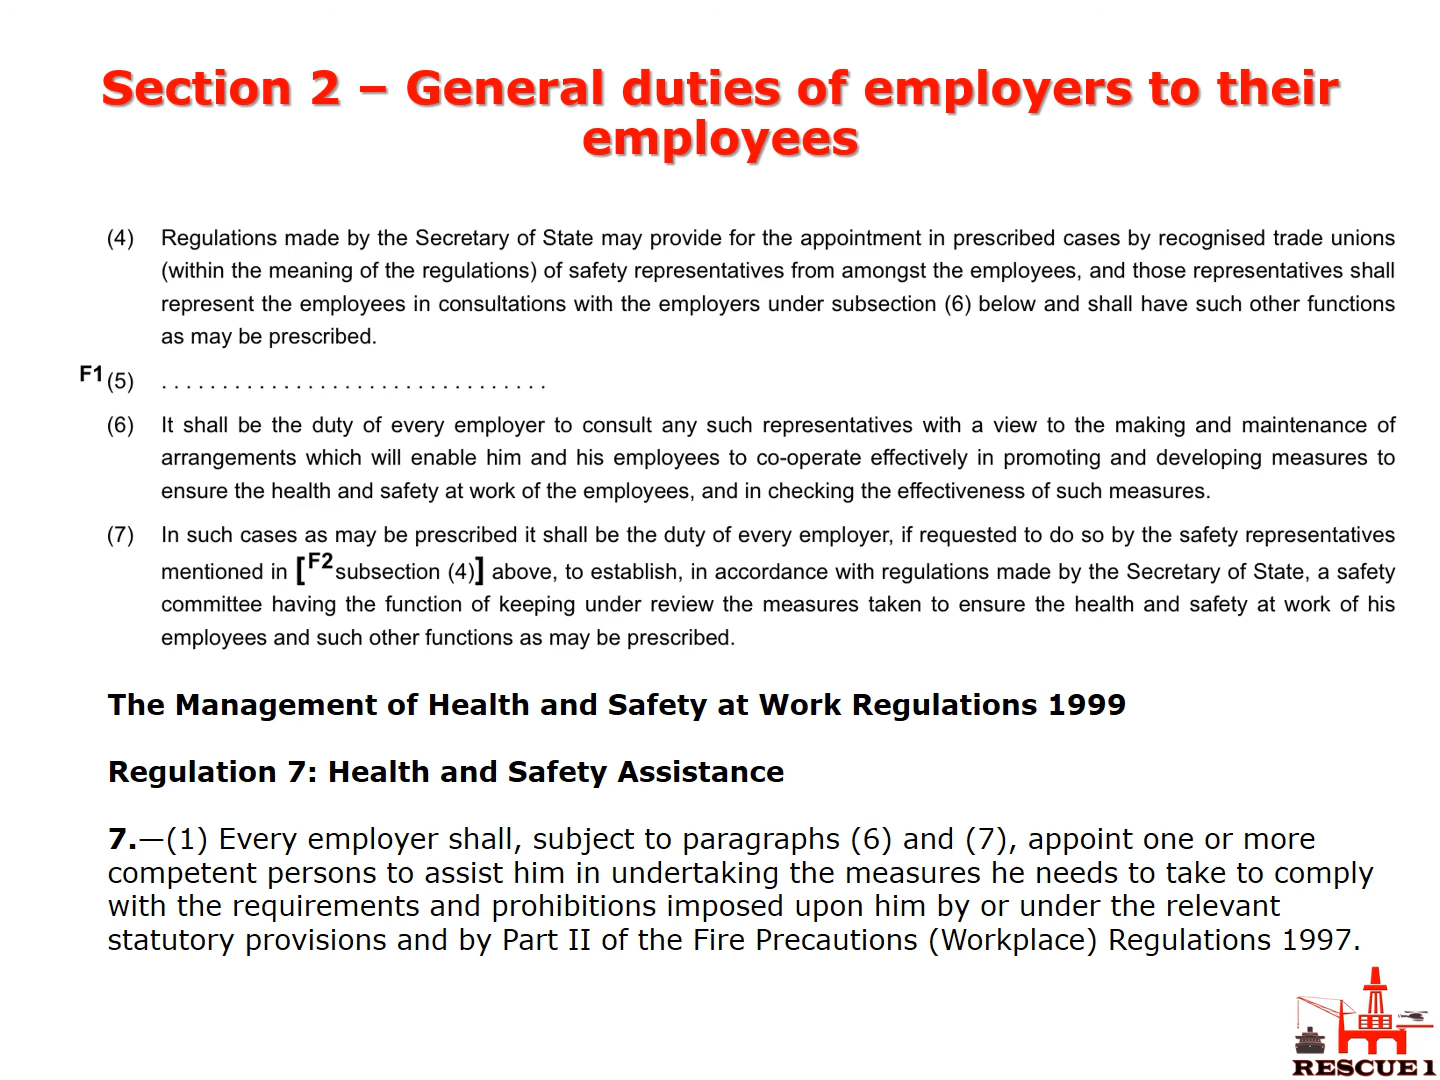 Section 2 – General duties of employers to their
employees
(4) Regulations made by the Secretary of State may provide for the appointment in prescribed cases by recognised trade unions
(within the meaning of the regulations) of safety representatives from amongst the employees, and those representatives shall
represent the employees in consultations with the employers under subsection (6) below and shall have such other functions
as may be prescribed.
F1(5) . . . . . . . . . . . . . . . . . . . . . . . . . . . . . . . .
(6) It shall be the duty of every employer to consult any such representatives with a view to the making and maintenance of
arrangements which will enable him and his employees to co-operate effectively in promoting and developing measures to
ensure the health and safety at work of the employees, and in checking the effectiveness of such measures.
(7) In such cases as may be prescribed it shall be the duty of every employer, if requested to do so by the safety representatives
mentioned in [F2subsection (4)] above, to establish, in accordance with regulations made by the Secretary of State, a safety
committee having the function of keeping under review the measures taken to ensure the health and safety at work of his
employees and such other functions as may be prescribed.
The Management of Health and Safety at Work Regulations 1999
Regulation 7: Health and Safety Assistance
7.—(1) Every employer shall, subject to paragraphs (6) and (7), appoint one or more
competent persons to assist him in undertaking the measures he needs to take to comply
with the requirements and prohibitions imposed upon him by or under the relevant
statutory provisions and by Part II of the Fire Precautions (Workplace) Regulations 1997.
RESCUE 1